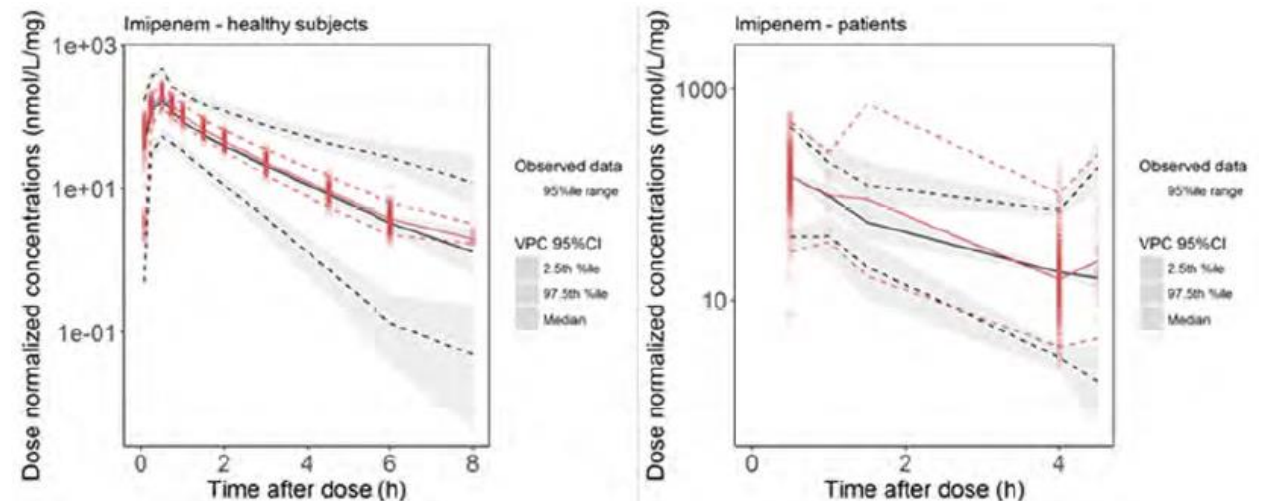 Imipenem - healthy subjects
Dose normalized concentrations (nmol/L/mg)
1e+03
1e+01
1e-01
0 2 4 6 8
Time after dose (h)
Observed data
95%ile range
VPC 95%CI
2.5th %ile
97.5th %ile
Median
Imipenem - patients
Dose normalized concentrations (nmol/L/mg)
1000
10
0 2 4
Time after dose (h)
Observed data
95%ile range
VPC 95%CI
2.5th %ile
97.5th %ile
Median